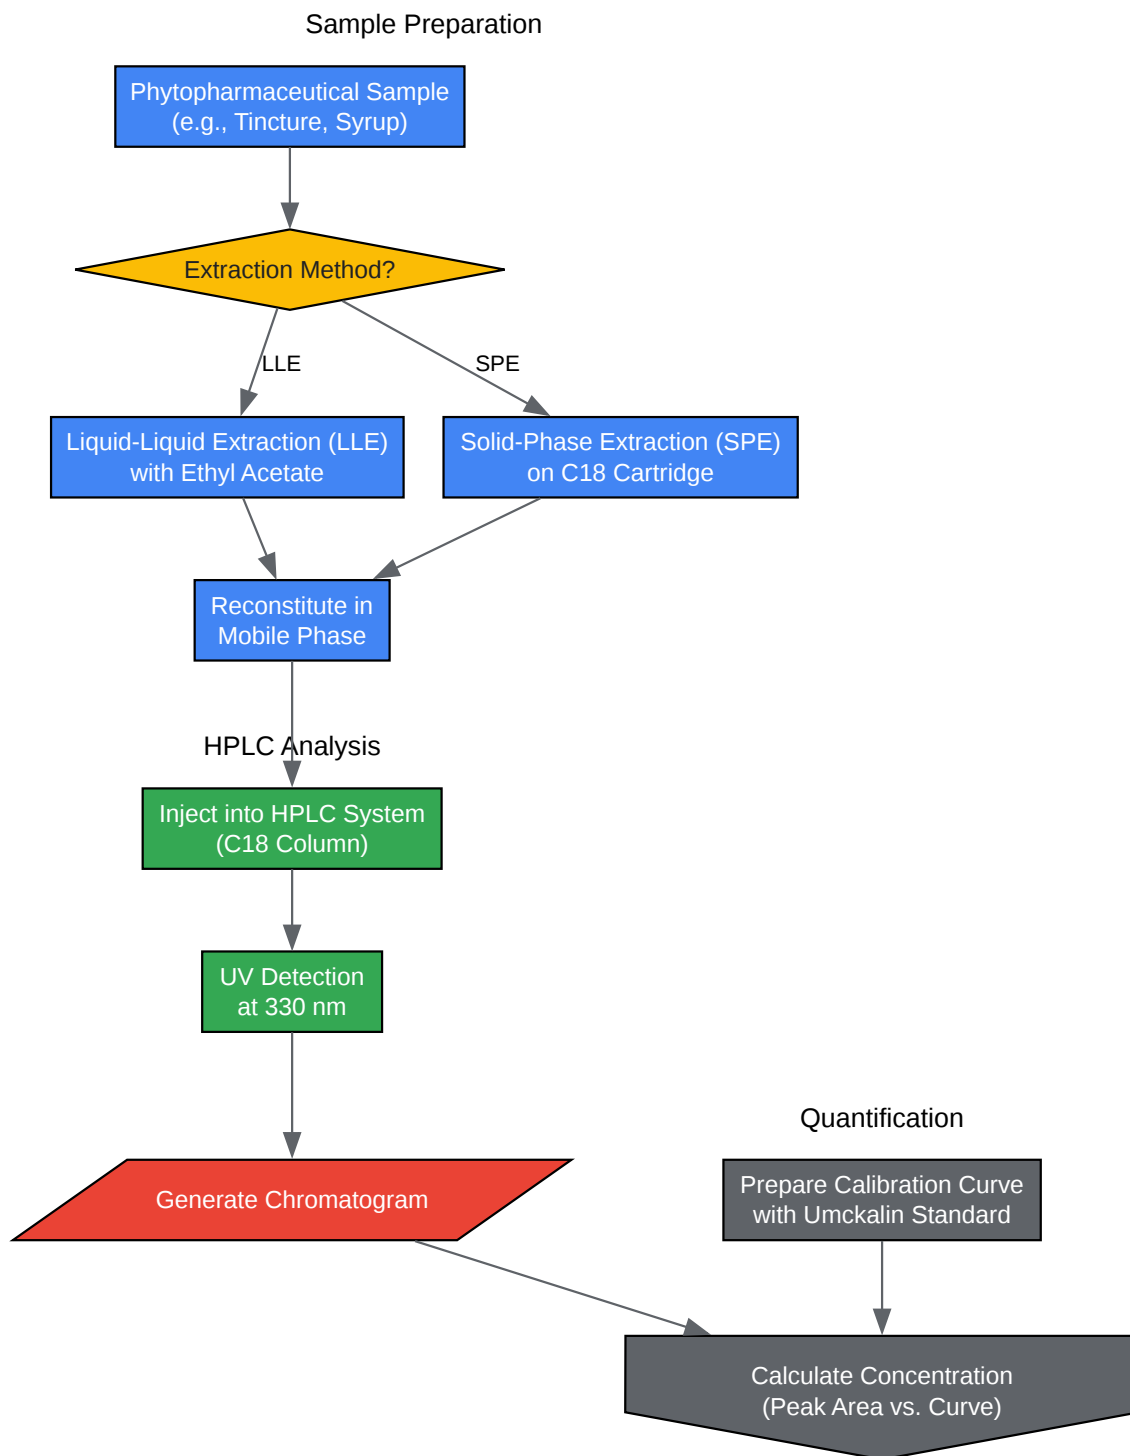 Sample Preparation
Phytopharmaceutical Sample
(e.g., Tincture, Syrup)
Extraction Method?
LLE
SPE
Liquid-Liquid Extraction (LLE)
with Ethyl Acetate
Solid-Phase Extraction (SPE)
on C18 Cartridge
Reconstitute in
Mobile Phase
HPLC Analysis
Inject into HPLC System
(C18 Column)
UV Detection
at 330 nm
Generate Chromatogram
Quantification
Prepare Calibration Curve
with Umckalin Standard
Calculate Concentration
(Peak Area vs. Curve)